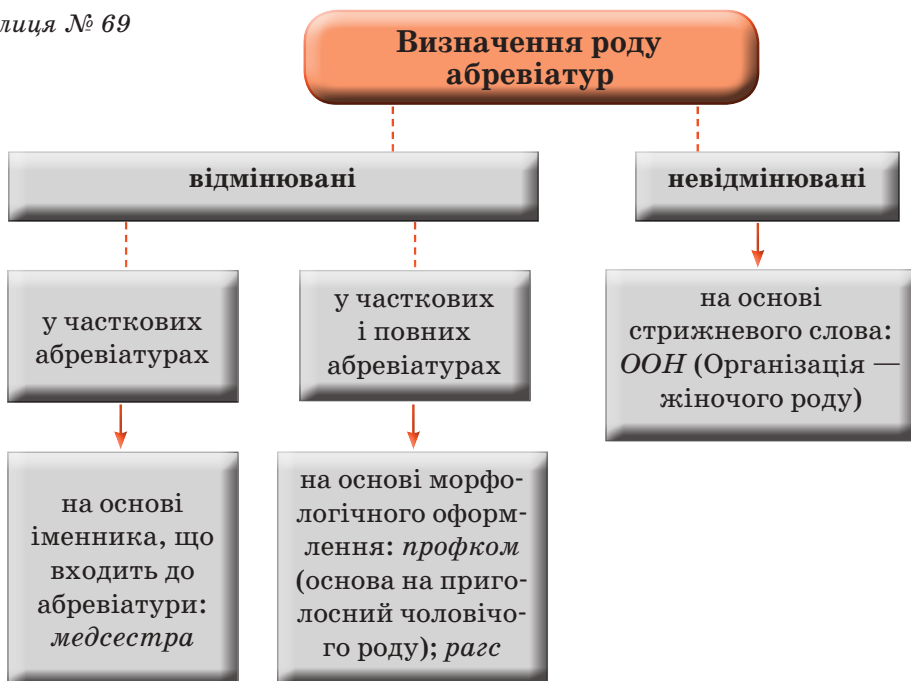 лиця № 69
Визначення роду
абревіатур
відмінювані
невідмінювані
у часткових
абревіатурах
у часткових
і повних
абревіатурах
на основі
стрижневого слова:
ООН (Організація —
жіночого роду)
на основі
іменника, що
входить до
абревіатури:
медсестра
на основі морфо-
логічного оформ-
лення: профком
(основа на приго-
лосний чоловічо-
го роду); рагс